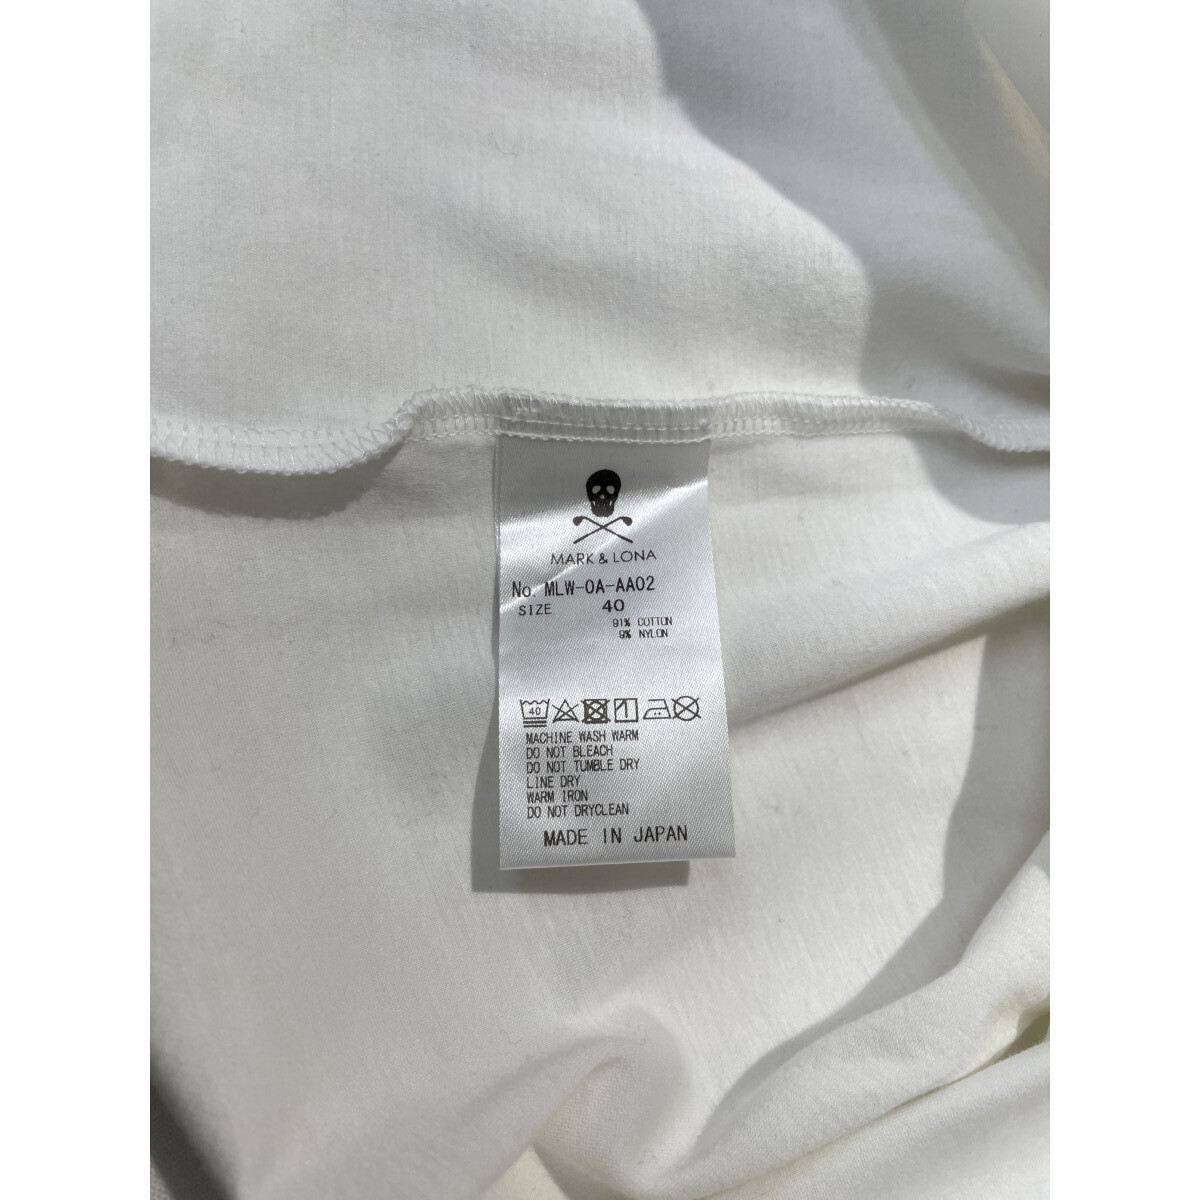 MARK & LONA
No. MLW-0A-AA02
SIZE 40
91% COTTON
9% NYLON
40
MACHINE WASH WARM
DO NOT BLEACH
DO NOT TUMBLE DRY
LINE DRY
WARM IRON
DO NOT DRYCLEAN
MADE IN JAPAN